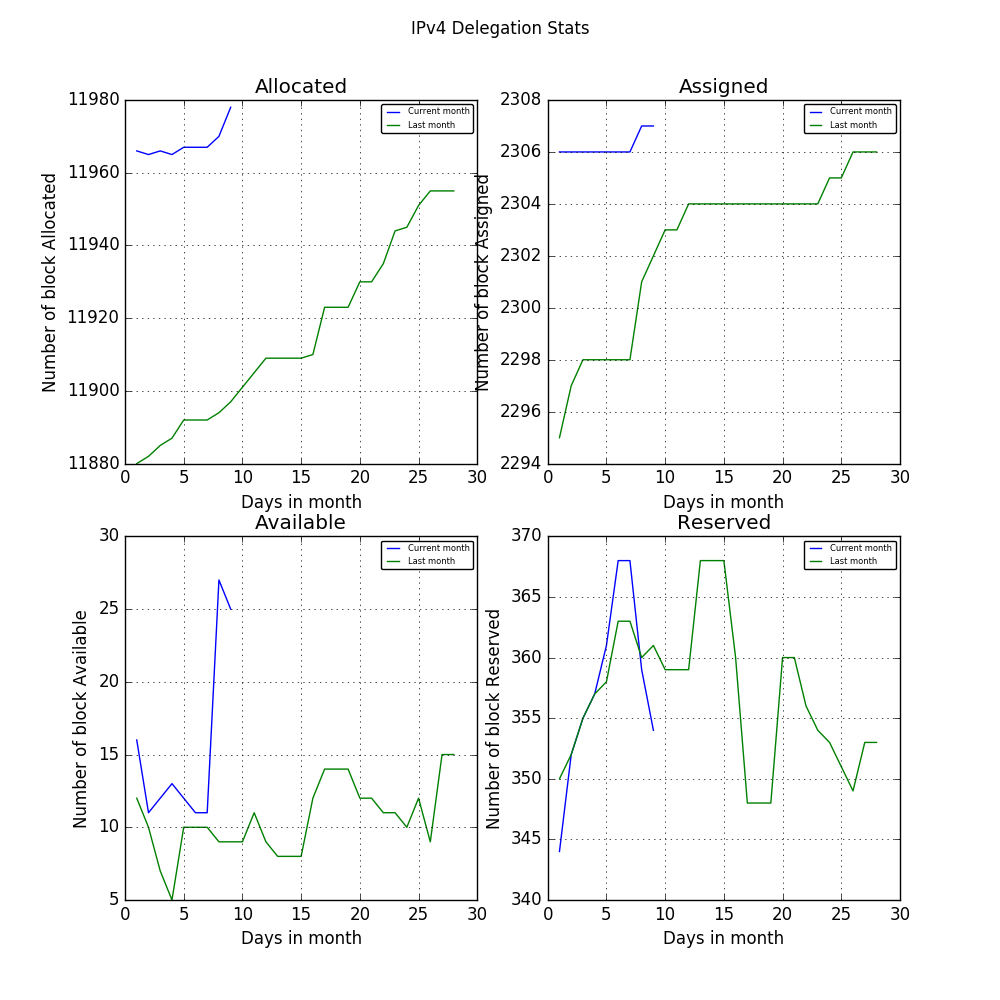 IPv4 Delegation Stats
Allocated
Number of block Allocated
11980
11960
11940
11920
11900
11880
0 5 10 15 20 25 30
Days in month
Current month
Last month
Assigned
Number of block Assigned
2308
2306
2304
2302
2300
2298
2296
2294
0 5 10 15 20 25 30
Days in month
Current month
Last month
Available
Number of block Available
30
25
20
15
10
5
0 5 10 15 20 25 30
Days in month
Current month
Last month
Reserved
Number of block Reserved
370
365
360
355
350
345
340
0 5 10 15 20 25 30
Days in month
Current month
Last month